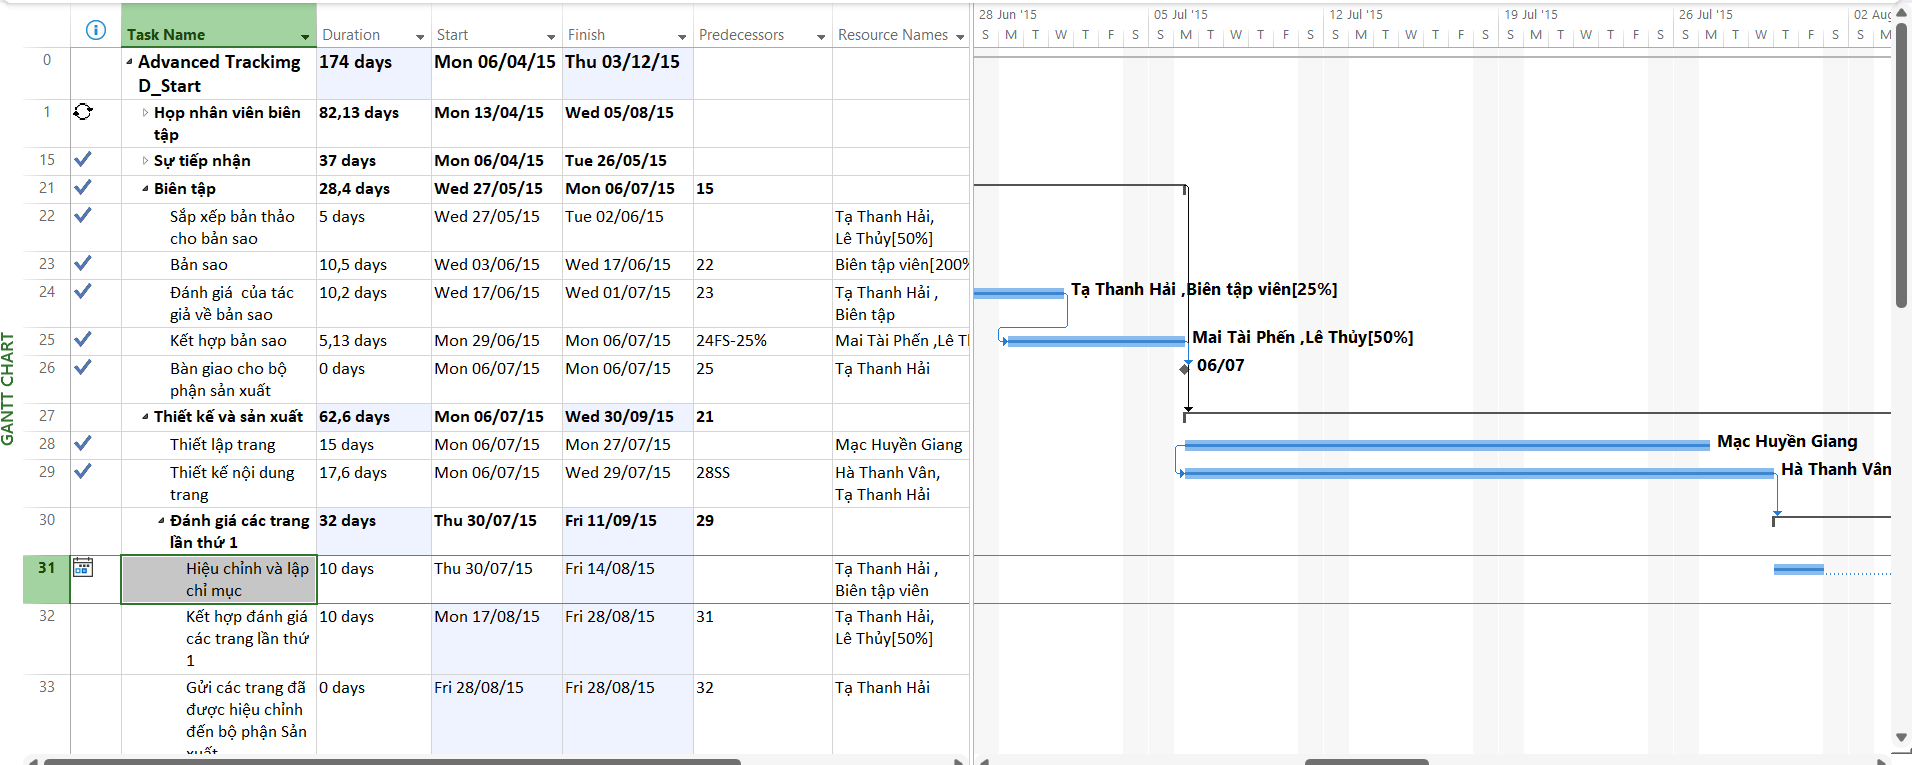 Task Name Duration Start Finish Predecessors Resource Names
0 Advanced Trackimg 174 days Mon 06/04/15 Thu 03/12/15
D_Start
1 Họp nhân viên biên 82,13 days Mon 13/04/15 Wed 05/08/15
tập
15 Sự tiếp nhận 37 days Mon 06/04/15 Tue 26/05/15
21 Biên tập 28,4 days Wed 27/05/15 Mon 06/07/15 15
22 Sắp xếp bản thảo 5 days Wed 27/05/15 Tue 02/06/15 Tạ Thanh Hải,
cho bản sao Lê Thủy[50%]
23 Bản sao 10,5 days Wed 03/06/15 Wed 17/06/15 22 Biên tập viên[200%
24 Đánh giá của tác 10,2 days Wed 17/06/15 Wed 01/07/15 23 Tạ Thanh Hải ,
giả về bản sao Biên tập
25 Kết hợp bản sao 5,13 days Mon 29/06/15 Mon 06/07/15 24FS-25% Mai Tài Phến ,Lê Tl
26 Bàn giao cho bộ 0 days Mon 06/07/15 Mon 06/07/15 25 Tạ Thanh Hải
phận sản xuất
27 Thiết kế và sản xuất 62,6 days Mon 06/07/15 Wed 30/09/15 21
28 Thiết lập trang 15 days Mon 06/07/15 Mon 27/07/15 Mạc Huyền Giang
29 Thiết kế nội dung 17,6 days Mon 06/07/15 Wed 29/07/15 28SS Hà Thanh Vân,
trang Tạ Thanh Hải
30 Đánh giá các trang 32 days Thu 30/07/15 Fri 11/09/15 29
lần thứ 1
31 Hiệu chỉnh và lập 10 days Thu 30/07/15 Fri 14/08/15 Tạ Thanh Hải ,
chỉ mục Biên tập viên
32 Kết hợp đánh giá 10 days Mon 17/08/15 Fri 28/08/15 31 Tạ Thanh Hải,
các trang lần thứ Lê Thủy[50%]
1
33 Gửi các trang đã 0 days Fri 28/08/15 Fri 28/08/15 32 Tạ Thanh Hải
được hiệu chỉnh
đến bộ phận Sản
xuất
GANTT CHART
28 Jun '15 05 Jul '15 12 Jul '15 19 Jul '15 26 Jul '15 02 Aug
S M T W T F S S M T W T F S S M T W T F S S M T W T F S S M T W T F S S M
Tạ Thanh Hải ,Biên tập viên[25%]
Mai Tài Phến ,Lê Thủy[50%]
06/07
Mạc Huyền Giang
Hà Thanh Vân